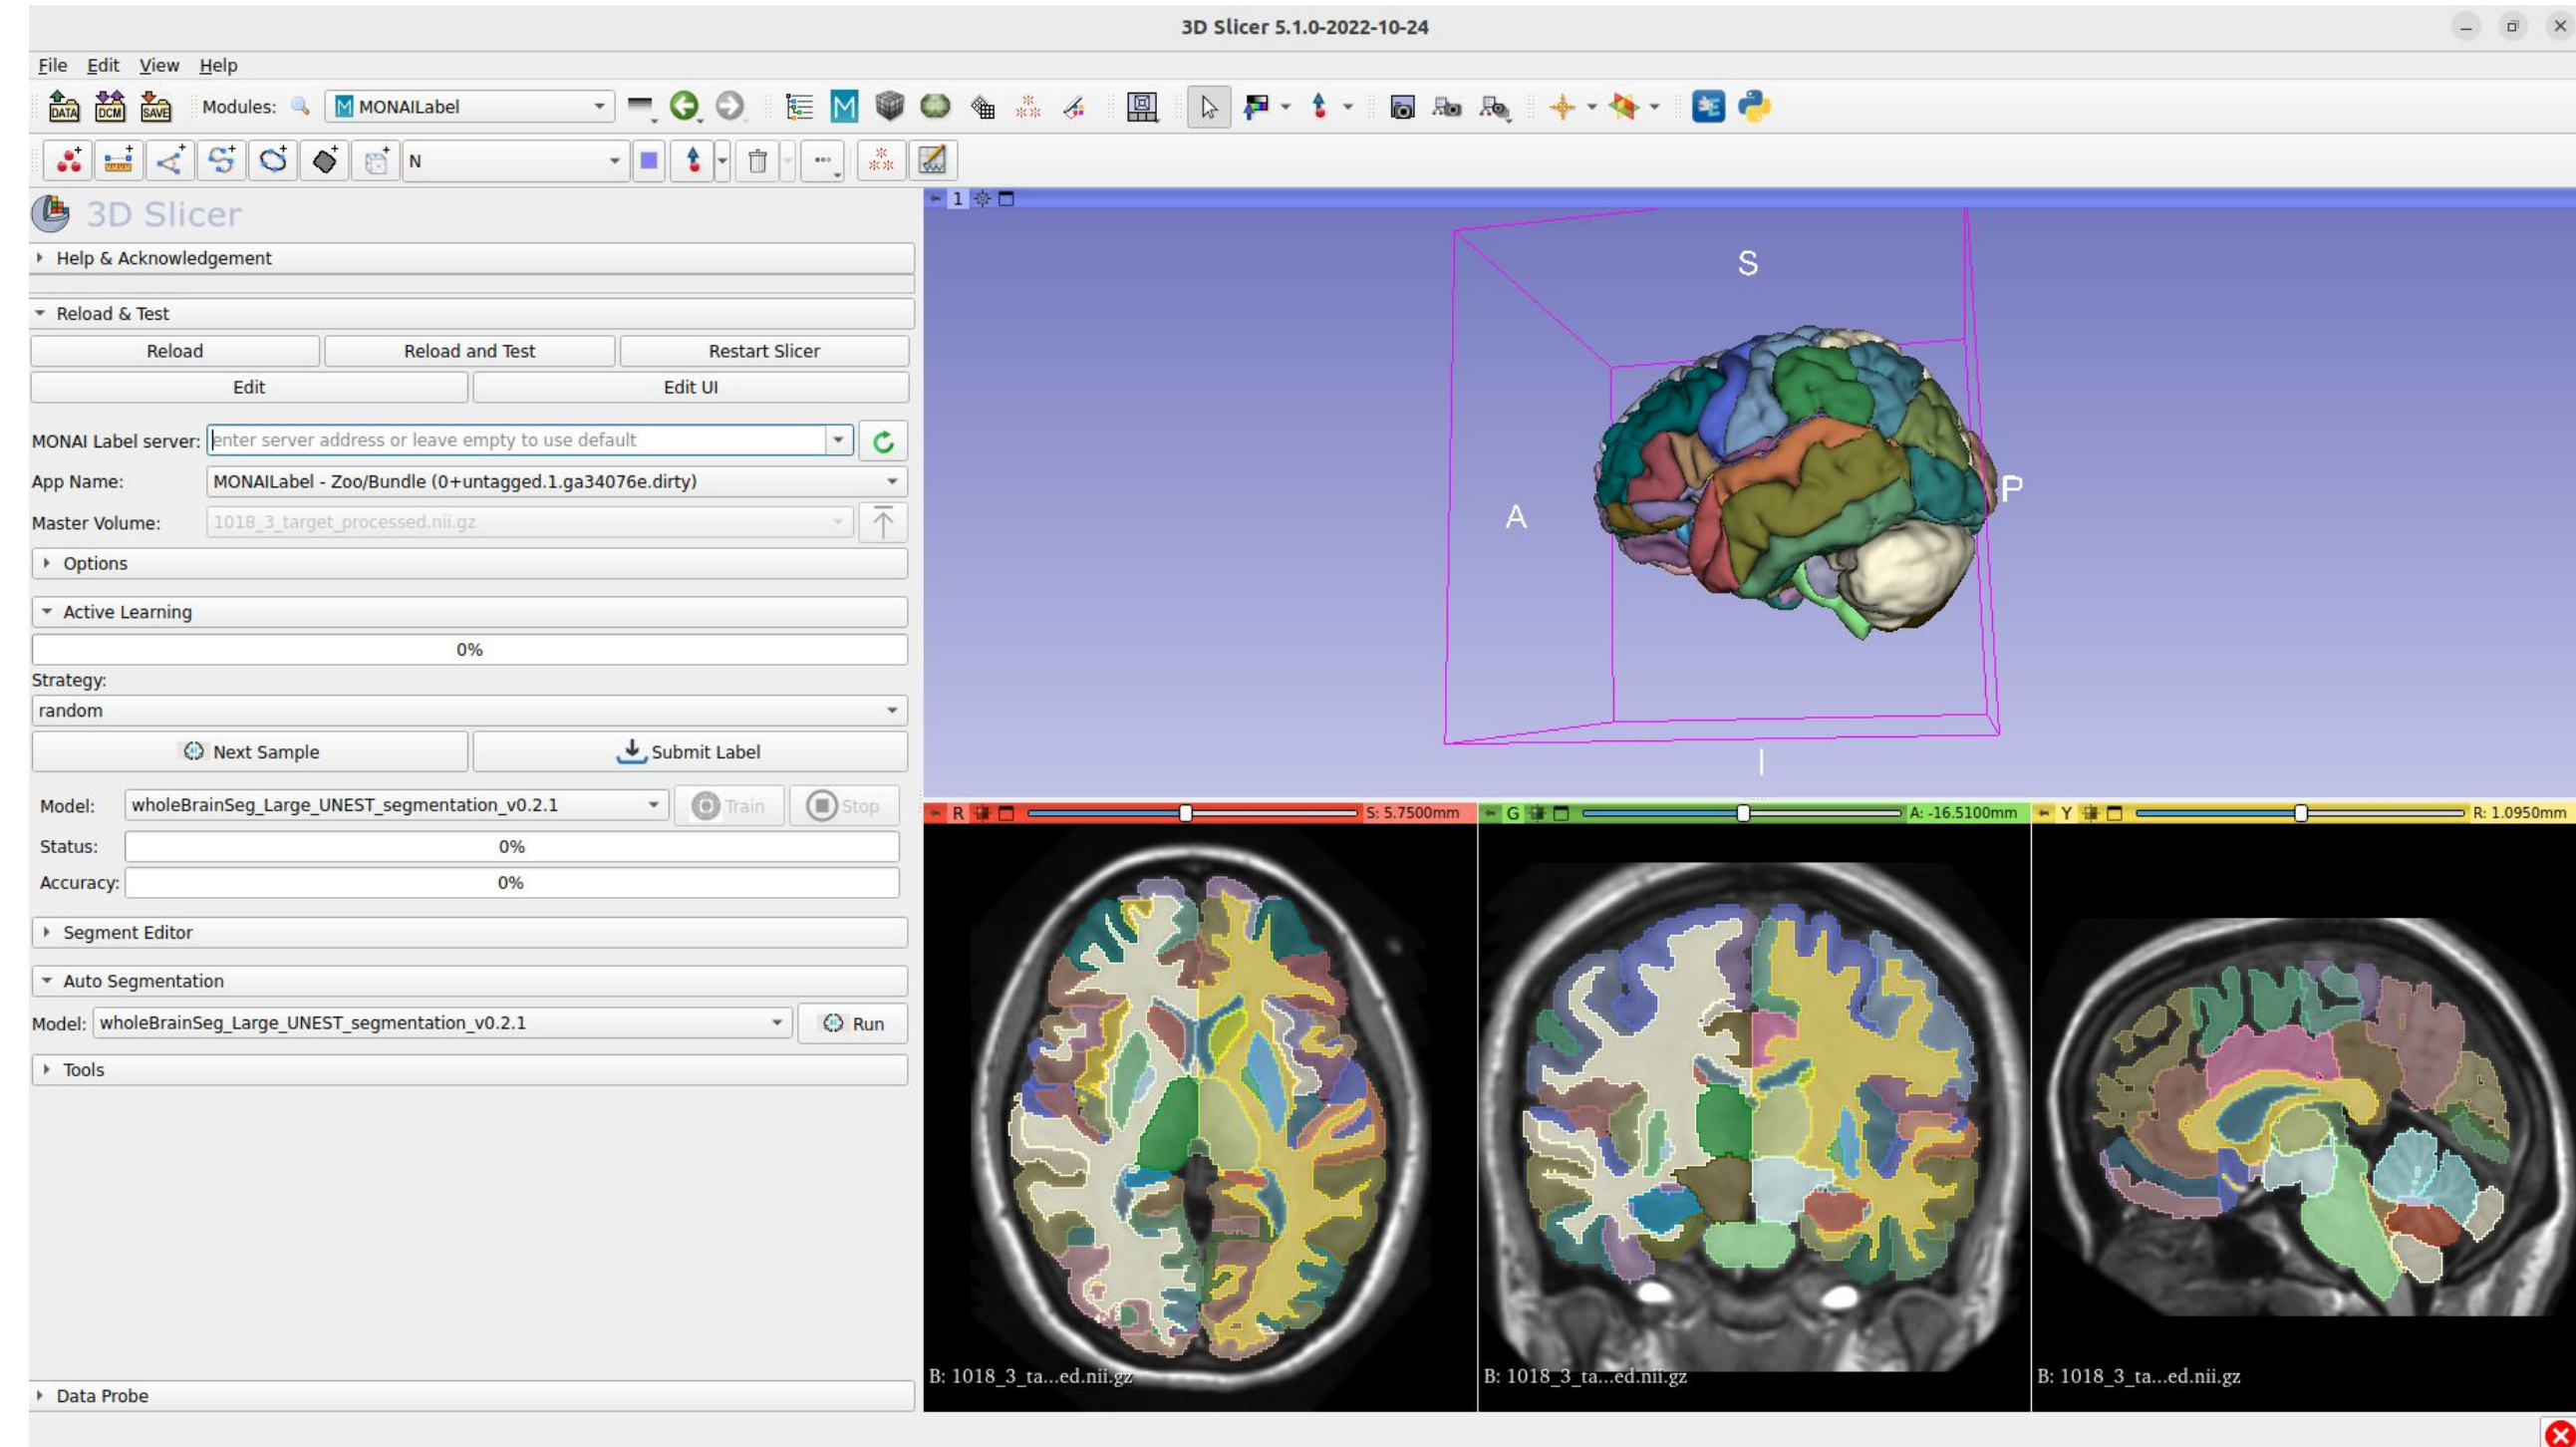 3D Slicer 5.1.0-2022-10-24
File Edit View Help
DATA DCM SAVE Modules: M MONAILabel M
N
3D Slicer
Help & Acknowledgement
Reload & Test
Reload Reload and Test Restart Slicer
Edit Edit UI
MONAI Label server: enter server address or leave empty to use default
App Name: MONAILabel - Zoo/Bundle (0+untagged.1.ga34076e.dirty)
Master Volume: 1018_3_target_processed.nii.gz
Options
Active Learning
0%
Strategy:
random
Next Sample Submit Label
Model: wholeBrainSeg_Large_UNEST_segmentation_v0.2.1 Train Stop
Status: 0%
Accuracy: 0%
Segment Editor
Auto Segmentation
Model: wholeBrainSeg_Large_UNEST_segmentation_v0.2.1 Run
Tools
Data Probe
1
S
A
P
I
R S: 5.7500mm
G A: -16.5100mm
Y R: 1.0950mm
B: 1018_3_ta...ed.nii.gz
B: 1018_3_ta...ed.nii.gz
B: 1018_3_ta...ed.nii.gz